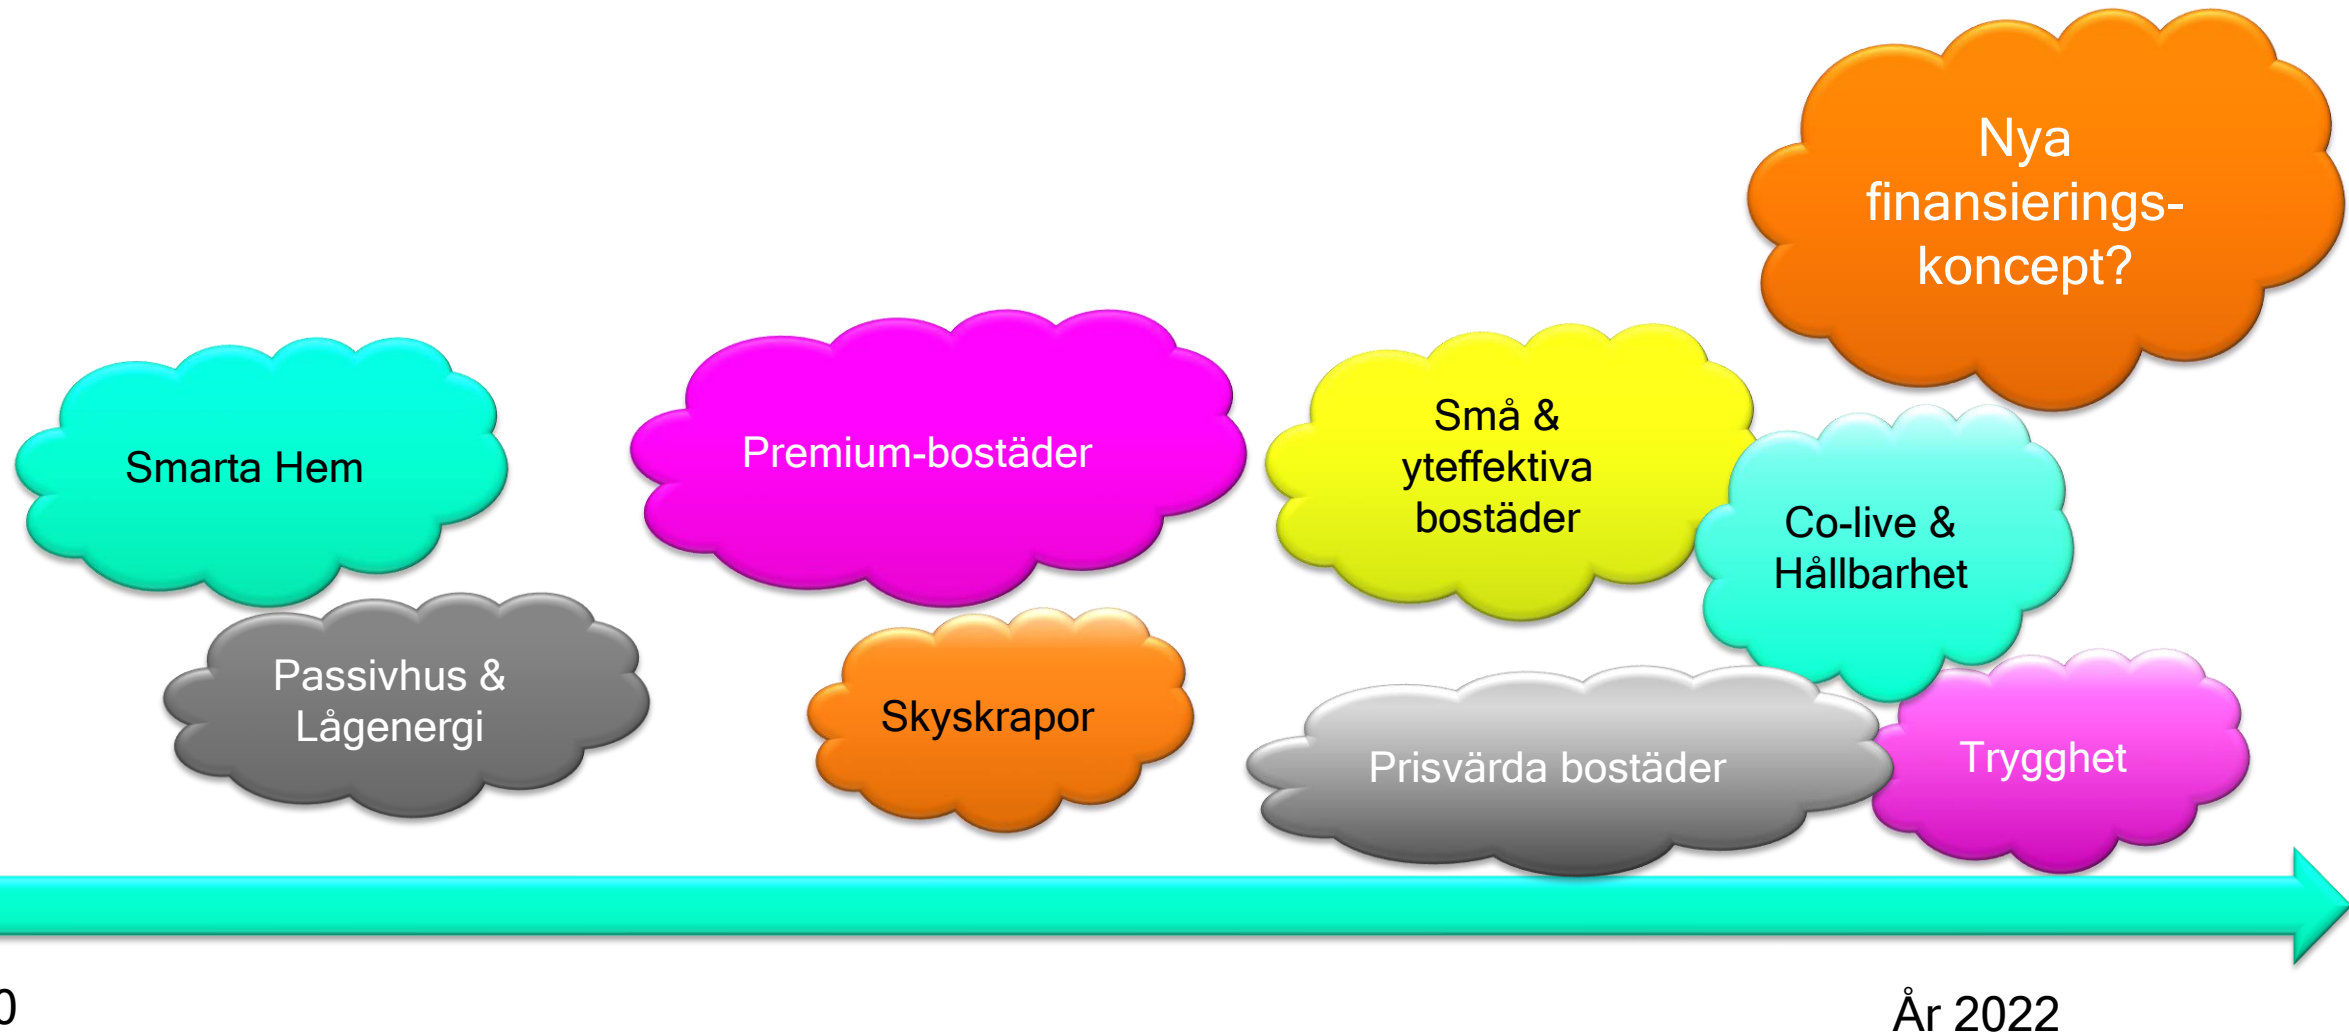 Nya
finansierings-
koncept?
Smarta Hem
Premium-bostäder
Små &
yteffektiva
bostäder
Co-live &
Hållbarhet
Passivhus &
Lågenergi
Skyskrapor
Prisvärda bostäder
Trygghet
0
År 2022